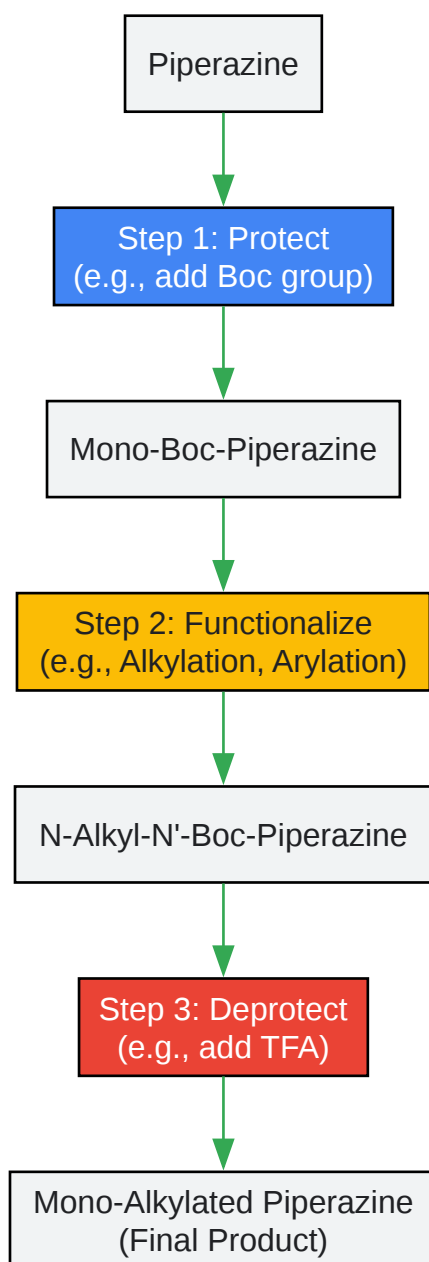 Piperazine
Step 1: Protect
(e.g., add Boc group)
Mono-Boc-Piperazine
Step 2: Functionalize
(e.g., Alkylation, Arylation)
N-Alkyl-N'-Boc-Piperazine
Step 3: Deprotect
(e.g., add TFA)
Mono-Alkylated Piperazine
(Final Product)